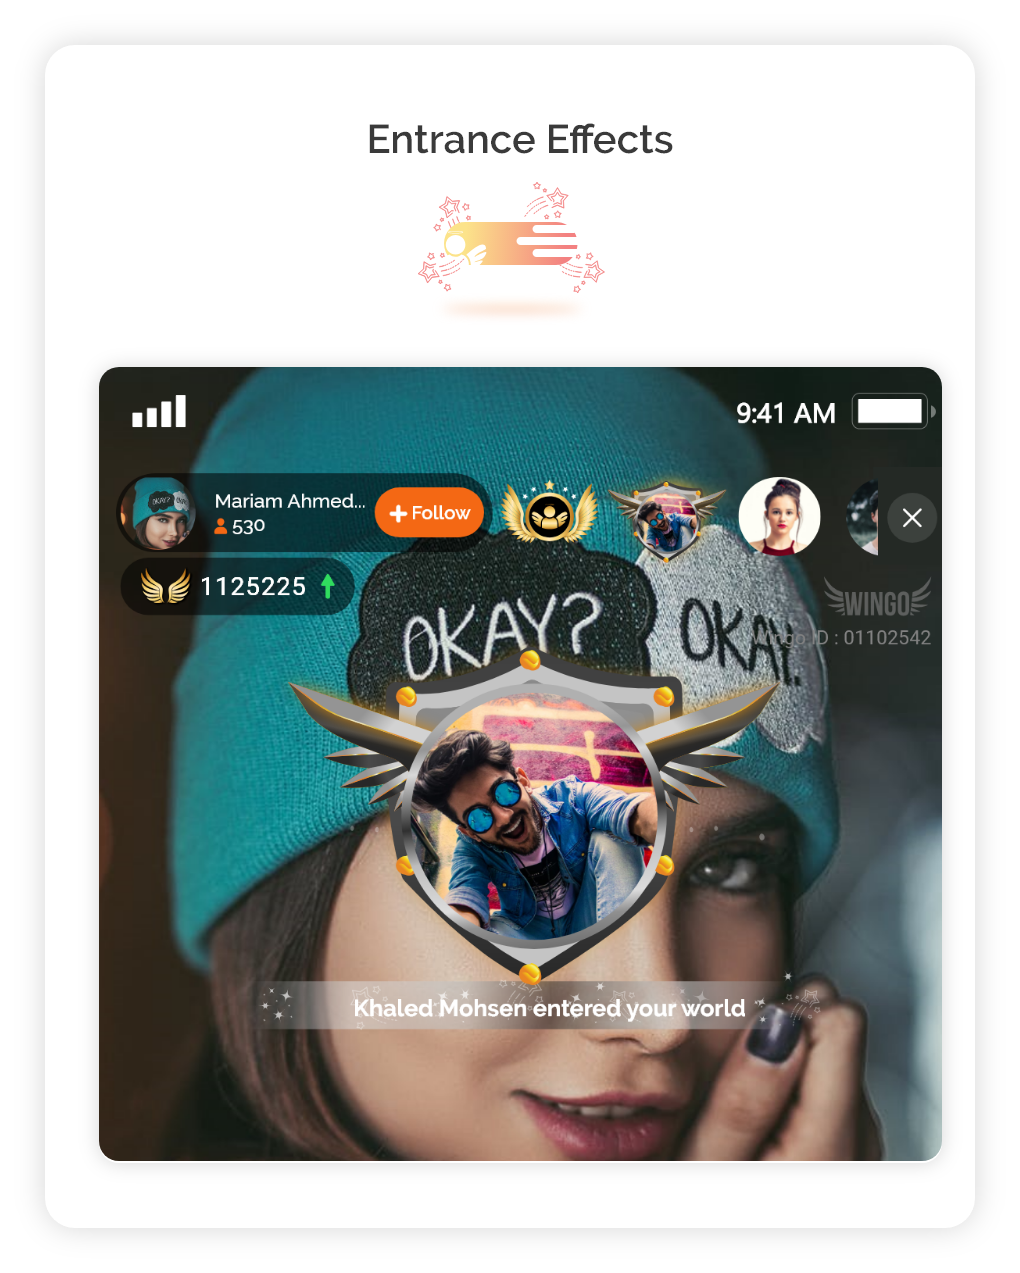 Entrance Effects
9:41 AM
Mariam Ahmed...
530
+ Follow
1125225
WINGO
Wingo ID : 01102542
OKAY?
OKAY.
Khaled Mohsen entered your world